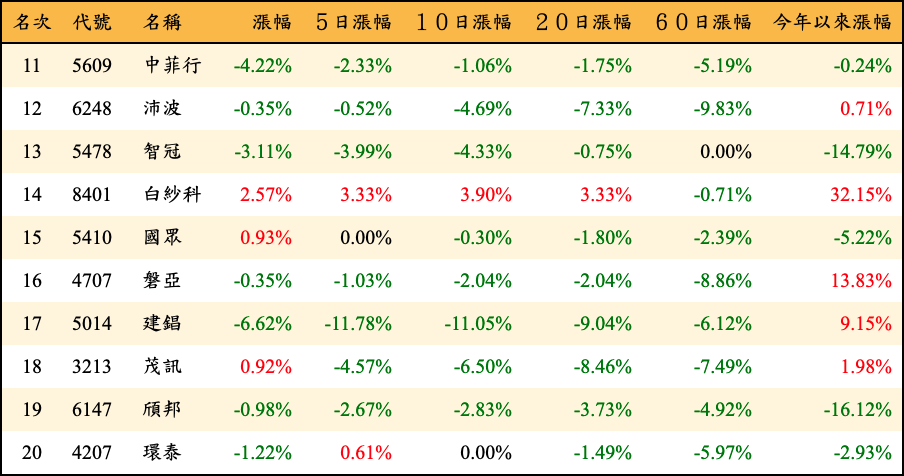 名次 代號 名稱 漲幅 ５日漲幅 １０日漲幅 ２０日漲幅 ６０日漲幅 今年以來漲幅
11 5609 中菲行 -4.22% -2.33% -1.06% -1.75% -5.19% -0.24%
12 6248 沛波 -0.35% -0.52% -4.69% -7.33% -9.83% 0.71%
13 5478 智冠 -3.11% -3.99% -4.33% -0.75% 0.00% -14.79%
14 8401 白紗科 2.57% 3.33% 3.90% 3.33% -0.71% 32.15%
15 5410 國眾 0.93% 0.00% -0.30% -1.80% -2.39% -5.22%
16 4707 磐亞 -0.35% -1.03% -2.04% -2.04% -8.86% 13.83%
17 5014 建錩 -6.62% -11.78% -11.05% -9.04% -6.12% 9.15%
18 3213 茂訊 0.92% -4.57% -6.50% -8.46% -7.49% 1.98%
19 6147 頎邦 -0.98% -2.67% -2.83% -3.73% -4.92% -16.12%
20 4207 環泰 -1.22% 0.61% 0.00% -1.49% -5.97% -2.93%